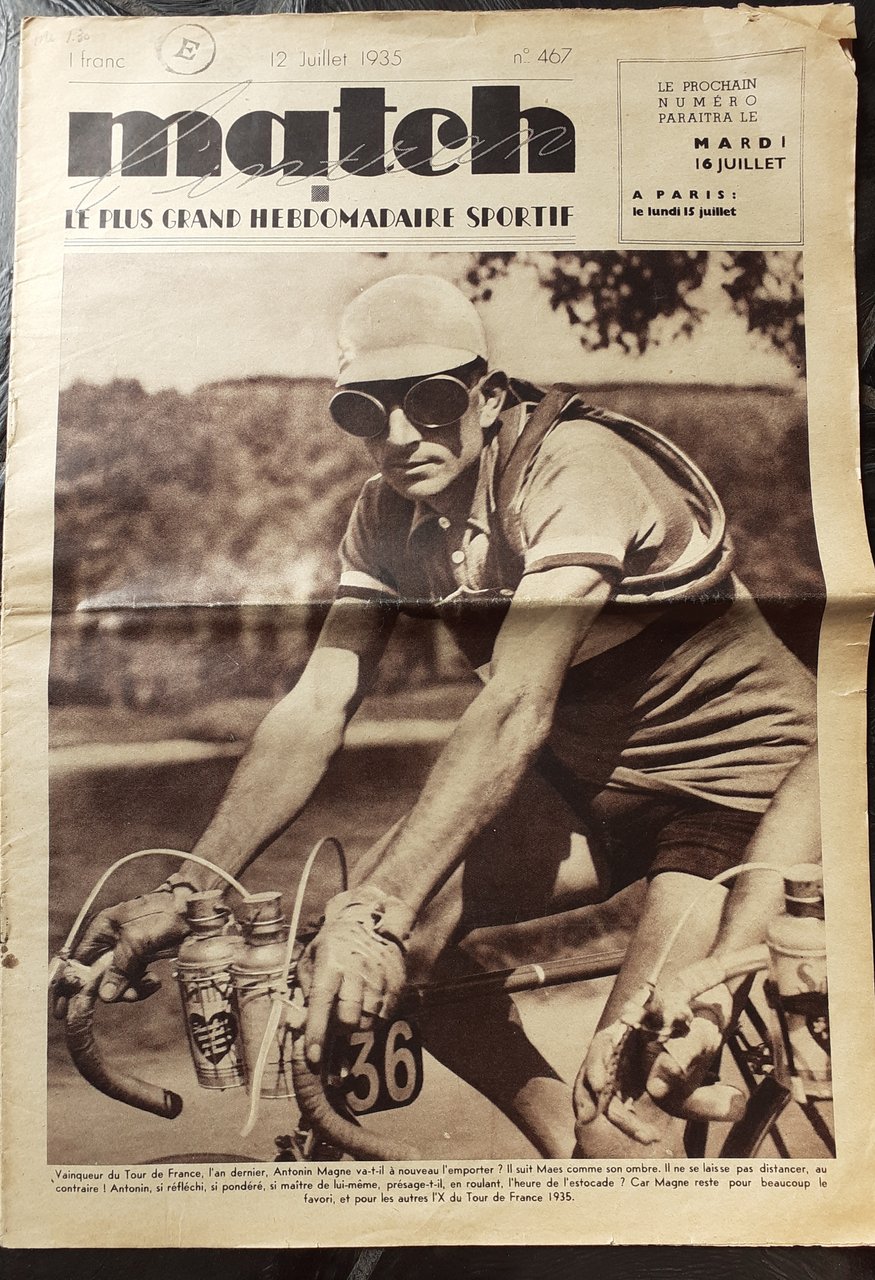 1 franc
E
12 Juillet 1935
nº 467
match
l'intran
LE PLUS GRAND HEBDOMADAIRE SPORTIF
LE PROCHAIN
NUMÉRO
PARAITRA LE
MARDI
16 JUILLET
A PARIS :
le lundi 15 juillet
36
Vainqueur du Tour de France, l'an dernier, Antonin Magne va-t-il à nouveau l'emporter ? Il suit Maes comme son ombre. Il ne se laisse pas distancer, au
contraire ! Antonin, si réfléchi, si pondéré, si maître de lui-même, présage-t-il, en roulant, l'heure de l'estocade ? Car Magne reste pour beaucoup le
favori, et pour les autres l'X du Tour de France 1935.